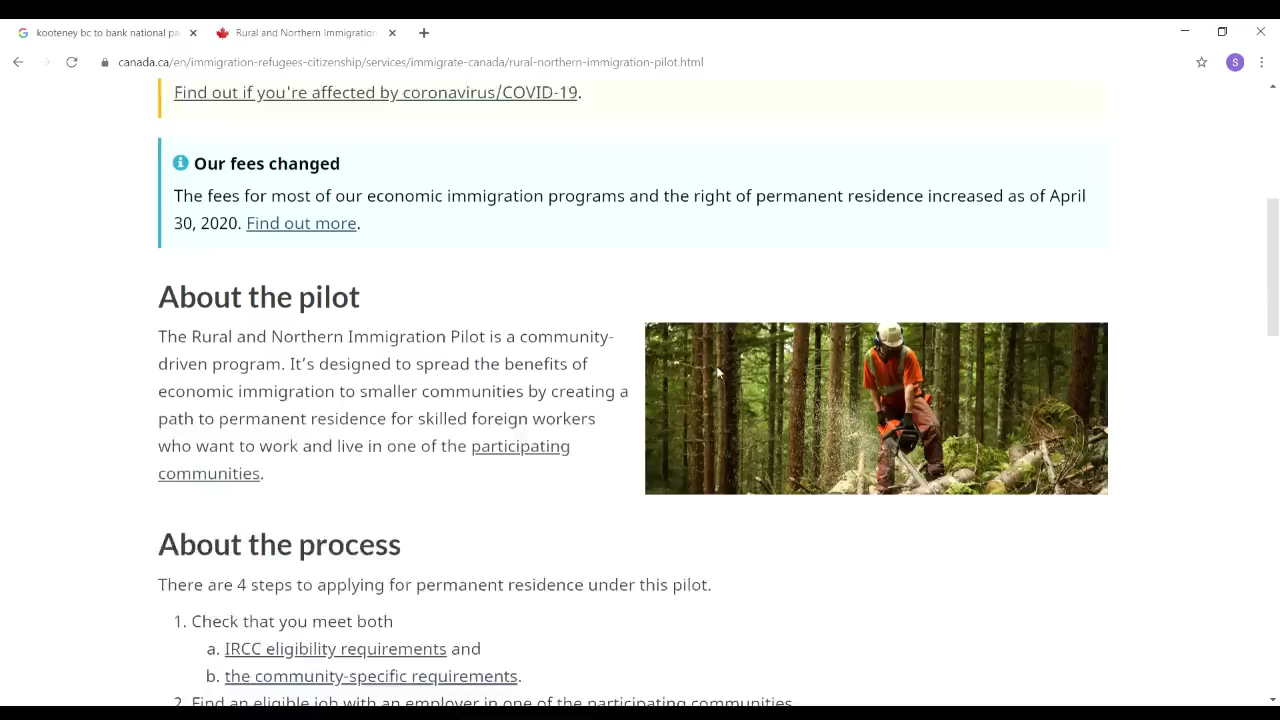 kooteney bc to bank national pa
Rural and Northern Immigration
canada.ca/en/immigration-refugees-citizenship/services/immigrate-canada/rural-northern-immigration-pilot.html
S
Find out if you're affected by coronavirus/COVID-19.
Our fees changed
The fees for most of our economic immigration programs and the right of permanent residence increased as of April
30, 2020. Find out more.
About the pilot
The Rural and Northern Immigration Pilot is a community-
driven program. It’s designed to spread the benefits of
economic immigration to smaller communities by creating a
path to permanent residence for skilled foreign workers
who want to work and live in one of the participating
communities.
About the process
There are 4 steps to applying for permanent residence under this pilot.
1. Check that you meet both
a. IRCC eligibility requirements and
b. the community-specific requirements.
2. Find an eligible job with an employer in one of the participating communities.